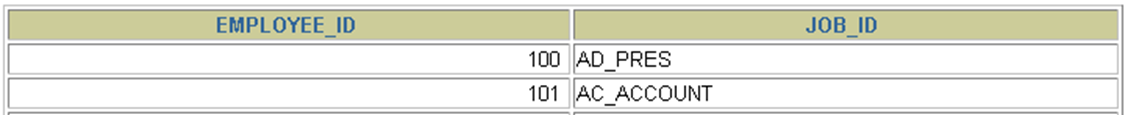 EMPLOYEE_ID JOB_ID
100 AD_PRES
101 AC_ACCOUNT